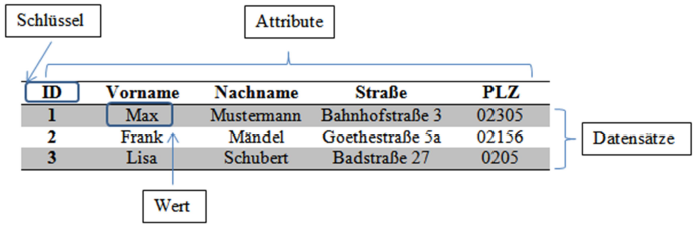 Schlüssel
Attribute
ID Vorname Nachname Straße PLZ
1 Max Mustermann Bahnhofstraße 3 02305
2 Frank Mändel Goethestraße 5a 02156
3 Lisa Schubert Badstraße 27 0205
Datensätze
Wert